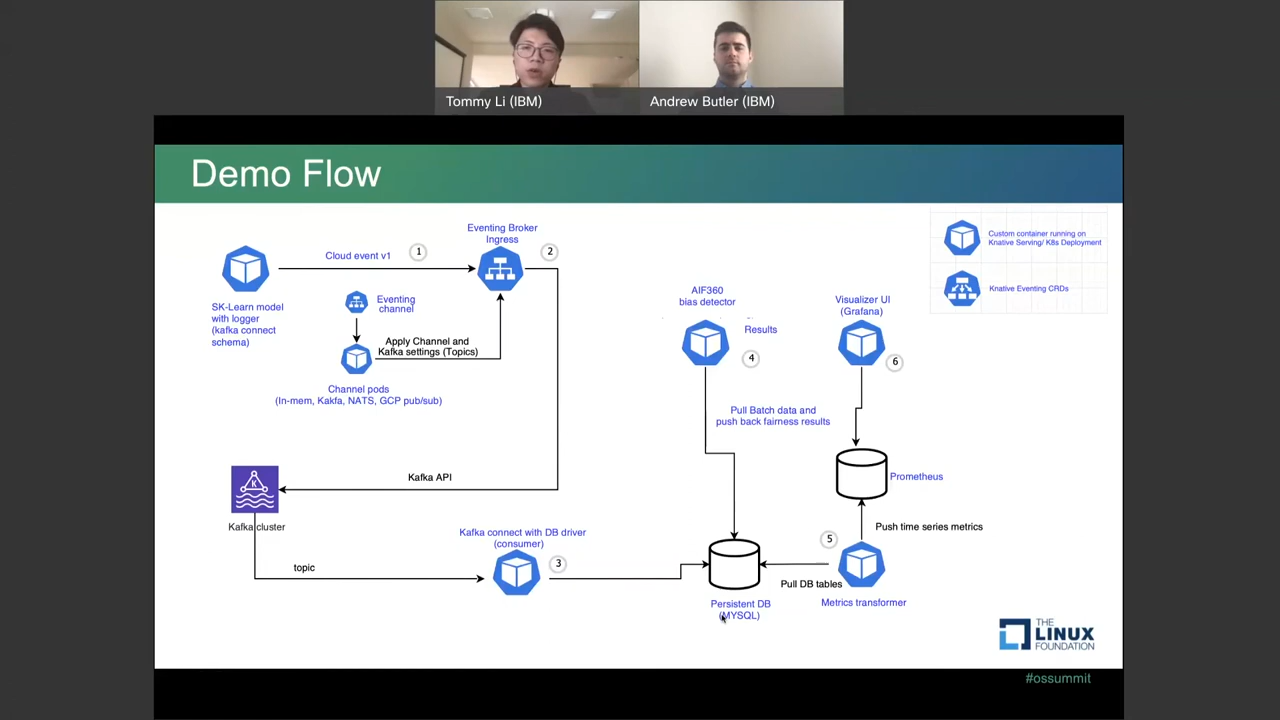 Tommy Li (IBM)
Andrew Butler (IBM)
Demo Flow
Eventing Broker
Ingress
Cloud event v1
1
2
SK-Learn model
with logger
(kafka connect
schema)
Eventing
channel
Apply Channel and
Kafka settings (Topics)
Channel pods
(In-mem, Kakfa, NATS, GCP pub/sub)
Custom container running on
Knative Serving/ K8s Deployment
Knative Eventing CRDs
AIF360
bias detector
Results
4
Visualizer UI
(Grafana)
6
Pull Batch data and
push back fairness results
Kafka API
K
Kafka cluster
topic
Kafka connect with DB driver
(consumer)
3
Prometheus
Push time series metrics
5
Pull DB tables
Persistent DB
(MYSQL)
Metrics transformer
THE
LINUX
FOUNDATION
#ossummit